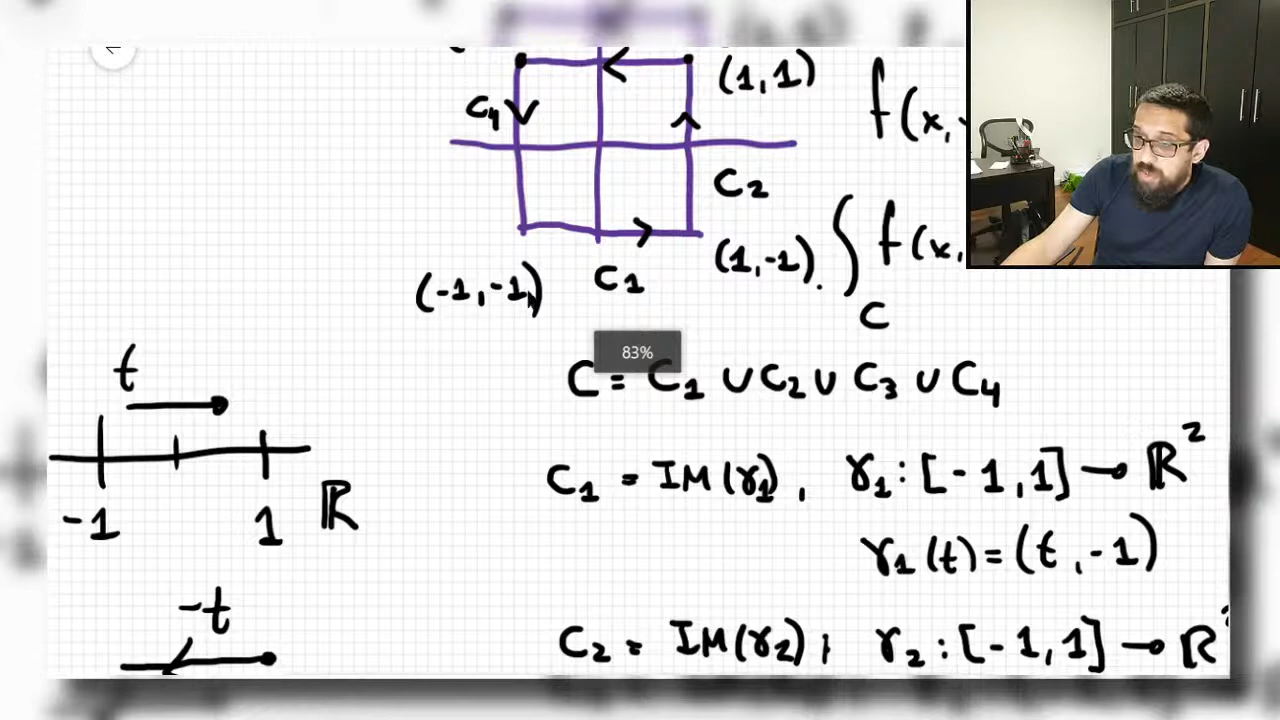 C4
(1,1)
f(x,
C2
(1,-1).
∫ f(x,
C
(-1,-1)
C1
83%
t
C = C1 ∪ C2 ∪ C3 ∪ C4
-1 1 ℝ
C1 = IM(γ1), γ1: [-1,1] → ℝ²
γ1(t) = (t,-1)
-t
C2 = IM(γ2), γ2: [-1,1] → ℝ